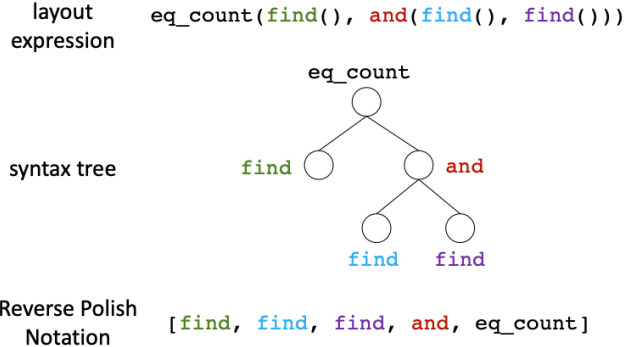 layout
expression
eq_count(find(), and(find(), find()))
eq_count
syntax tree
find
and
find
find
Reverse Polish
Notation
[find, find, find, and, eq_count]